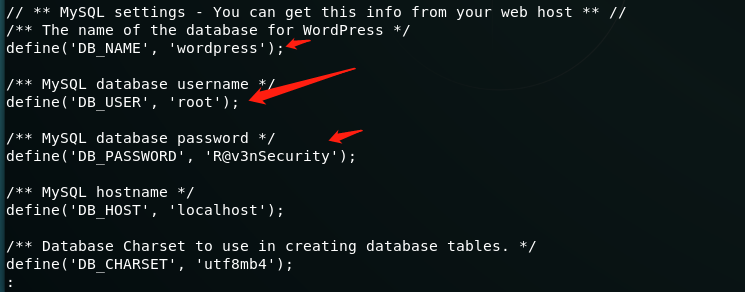 // ** MySQL settings - You can get this info from your web host ** //
/** The name of the database for WordPress */
define('DB_NAME', 'wordpress');
/** MySQL database username */
define('DB_USER', 'root');
/** MySQL database password */
define('DB_PASSWORD', 'R@v3nSecurity');
/** MySQL hostname */
define('DB_HOST', 'localhost');
/** Database Charset to use in creating database tables. */
define('DB_CHARSET', 'utf8mb4');
: